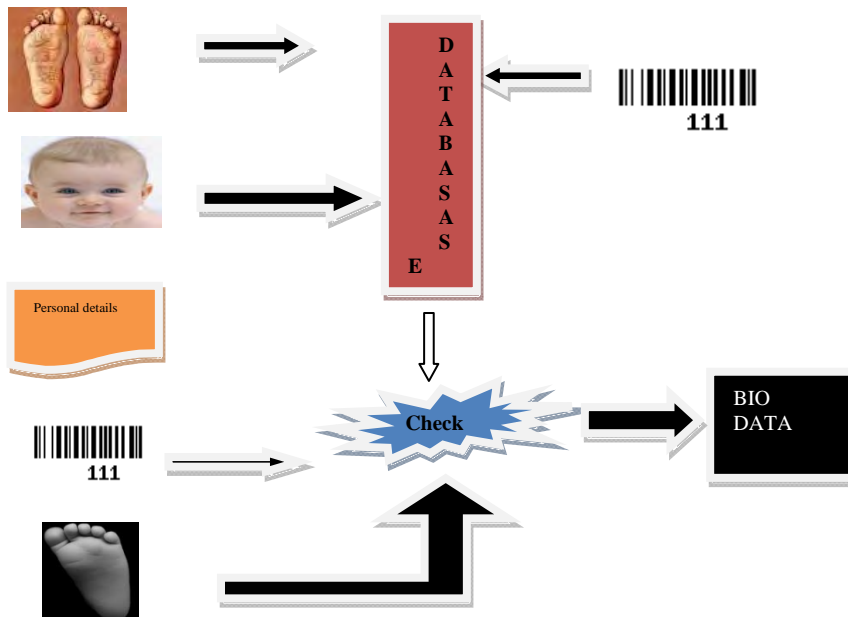 D
A
T
A
B
A
S
A
S
E
111
Personal details
Check
BIO
DATA
111